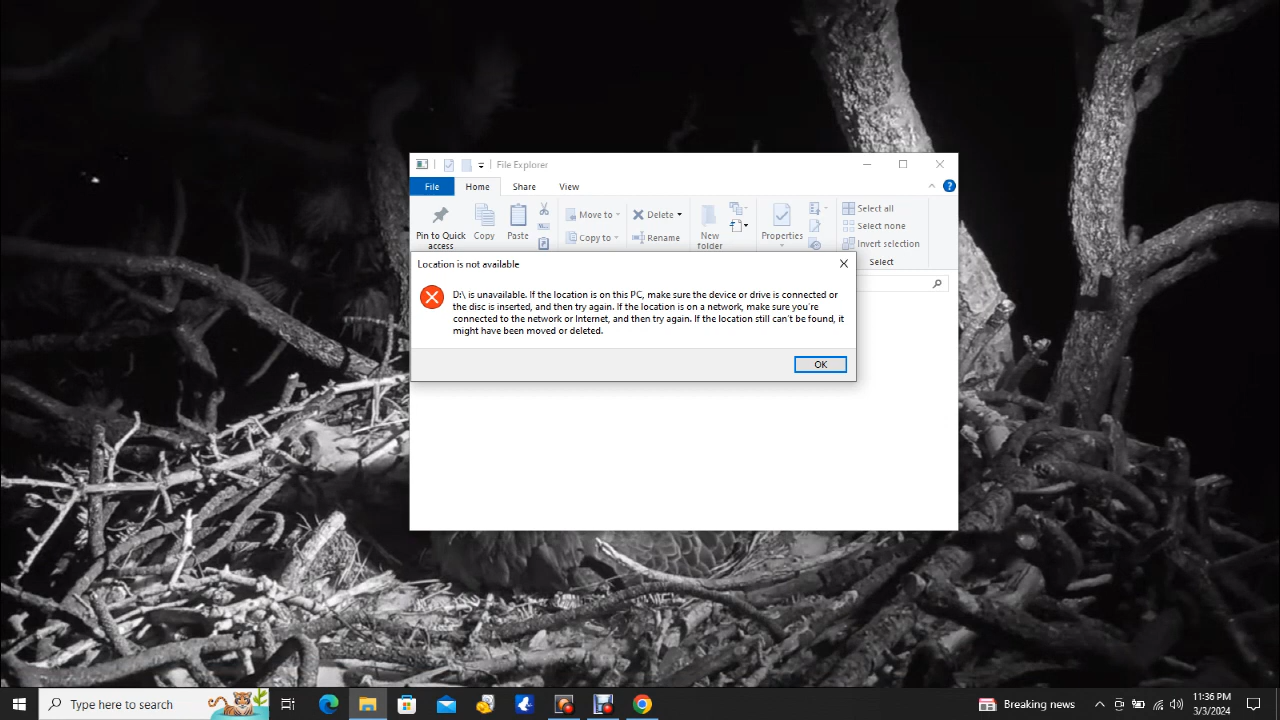 File Explorer
File Home Share View
Pin to Quick access
Copy
Paste
Move to
Copy to
Delete
Rename
New folder
Properties
Select all
Select none
Invert selection
Select
Location is not available
D:\ is unavailable. If the location is on this PC, make sure the device or drive is connected or
the disc is inserted, and then try again. If the location is on a network, make sure you're
connected to the network or Internet, and then try again. If the location still can't be found, it
might have been moved or deleted.
OK
Type here to search
Breaking news
11:36 PM
3/3/2024